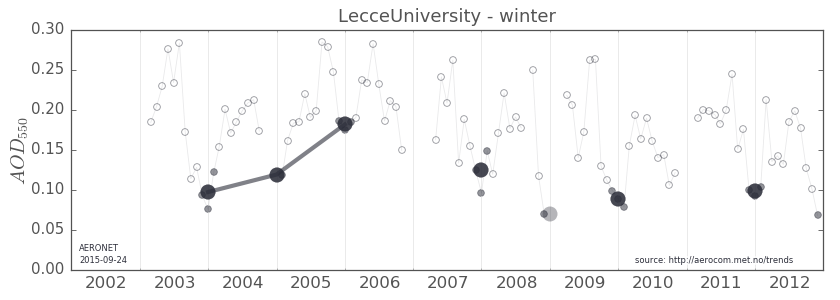 LecceUniversity - winter
0.30
0.25
0.20
0.15
0.10
0.05
0.00
AOD550
AERONET
2015-09-24
source: http://aerocom.met.no/trends
2002 2003 2004 2005 2006 2007 2008 2009 2010 2011 2012